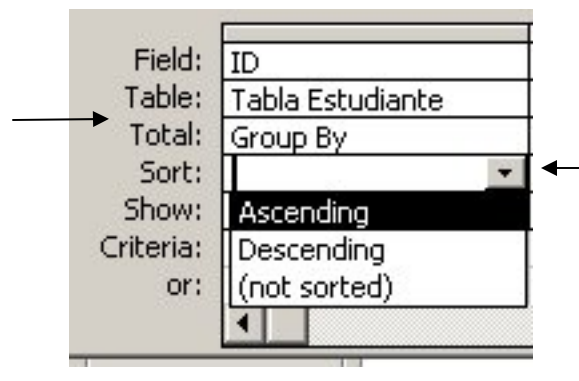 Field: ID
Table: Tabla Estudiante
Total: Group By
Sort:
Show: Ascending
Criteria: Descending
or: (not sorted)